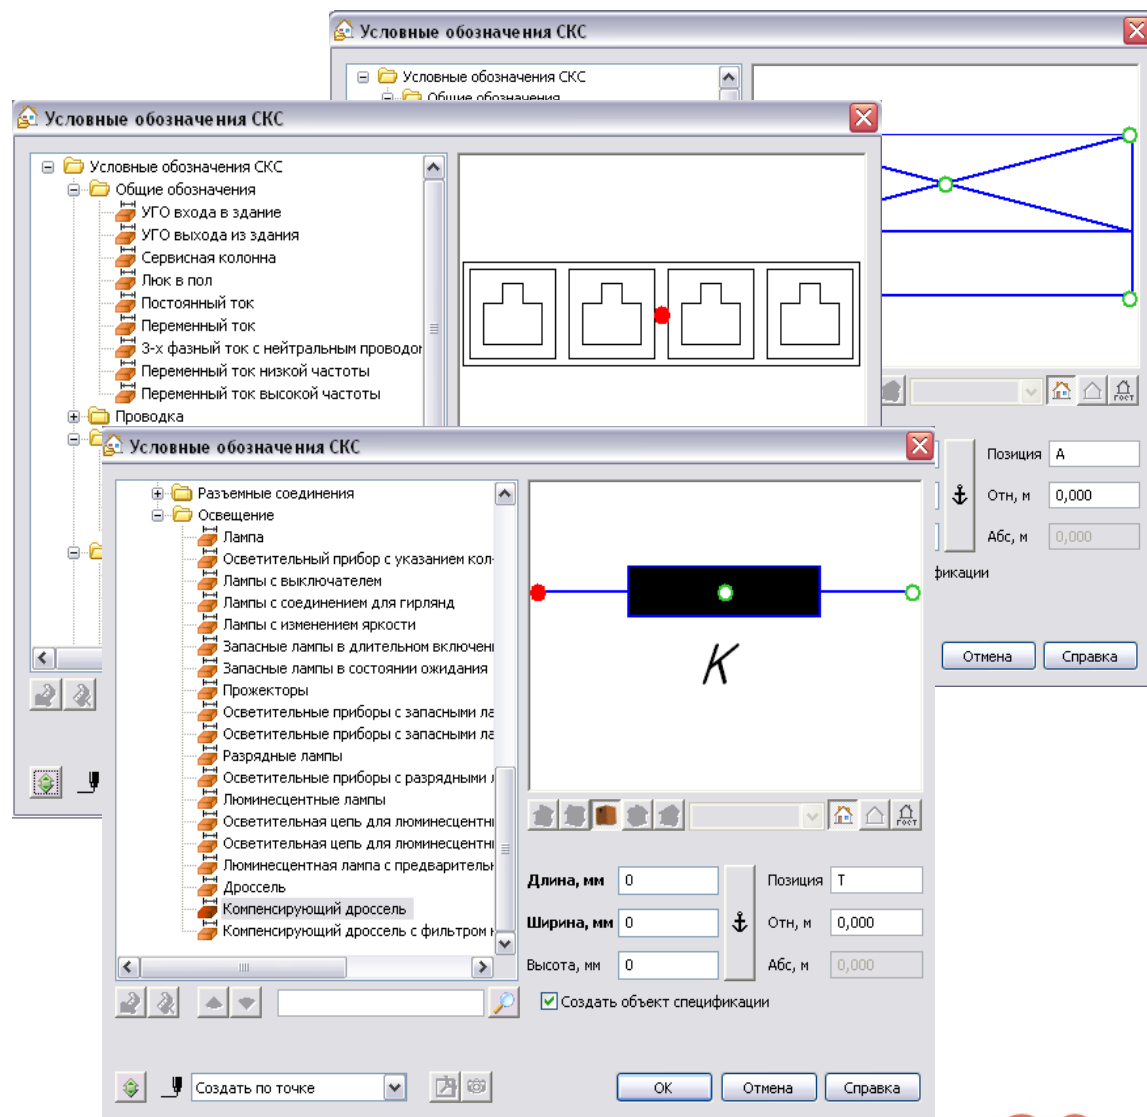 Условные обозначения СКС
Условные обозначения СКС
Общие обозначения
ГОСТ
Позиция A
Отн, м 0,000
Абс, м 0,000
Отмена Справка
Условные обозначения СКС
Условные обозначения СКС
Общие обозначения
УГО входа в здание
УГО выхода из здания
Сервисная колонна
Люк в пол
Постоянный ток
Переменный ток
3-х фазный ток с нейтральным
Переменный ток низкой частоты
Переменный ток высокой частоты
Проводка
Условные обозначения СКС
Разъемные соединения
Освещение
Лампа
Осветительный прибор с указанием кол-
Лампы с выключателем
Лампы с соединением для гирлянд
Лампы с изменением яркости
Запасные лампы в длительном
Запасные лампы в состоянии ожидания
Прожекторы
Осветительные приборы с запасными ла
Осветительные приборы с запасными ла
Разрядные лампы
Осветительные приборы с разрядными
Люминесцентные лампы
Осветительная цепь для люминесцентн
Осветительная цепь для люминесцентн
Люминесцентная лампа с предварительн
Дроссель
Компенсирующий дроссель
Компенсирующий дроссель с фильтром
K
ГОСТ
Длина, мм 0 Позиция T
Ширина, мм 0 Отн, м 0,000
Высота, мм 0 Абс, м 0,000
Создать объект спецификации
Создать по точке
OK Отмена Справка